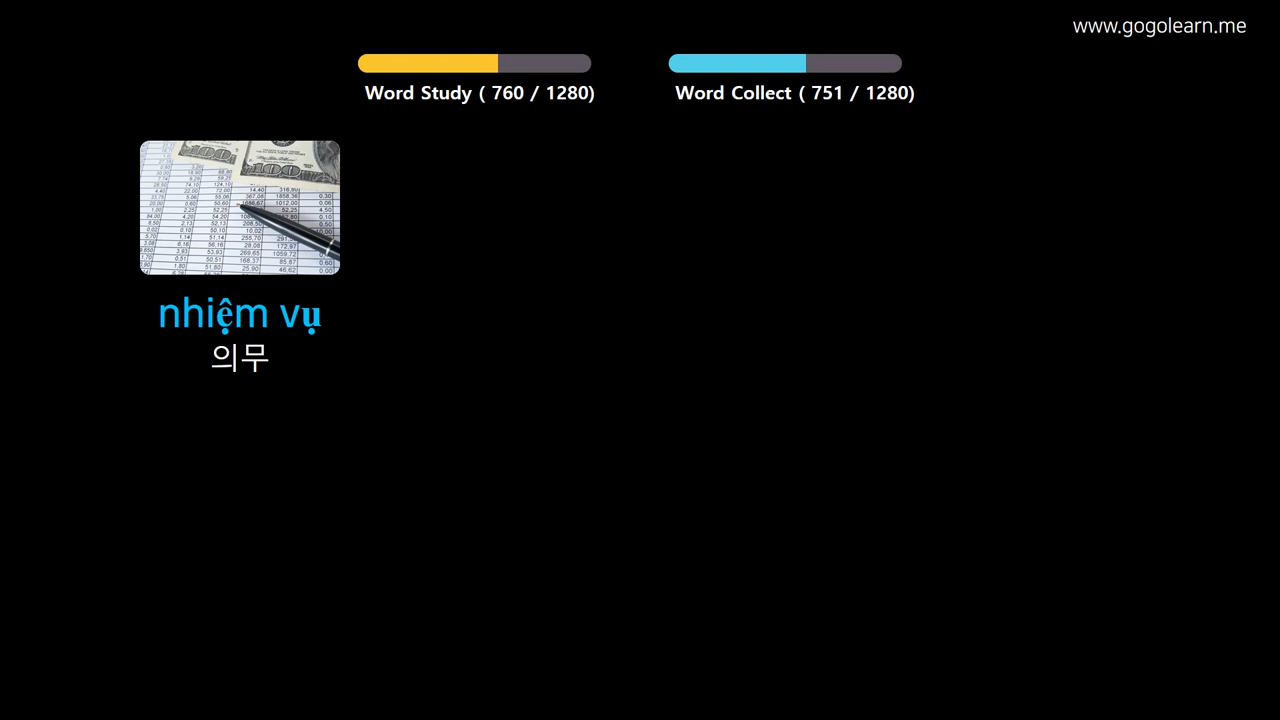 www.gogolearn.me
Word Study ( 760 / 1280)
Word Collect ( 751 / 1280)
nhiệm vụ
의무